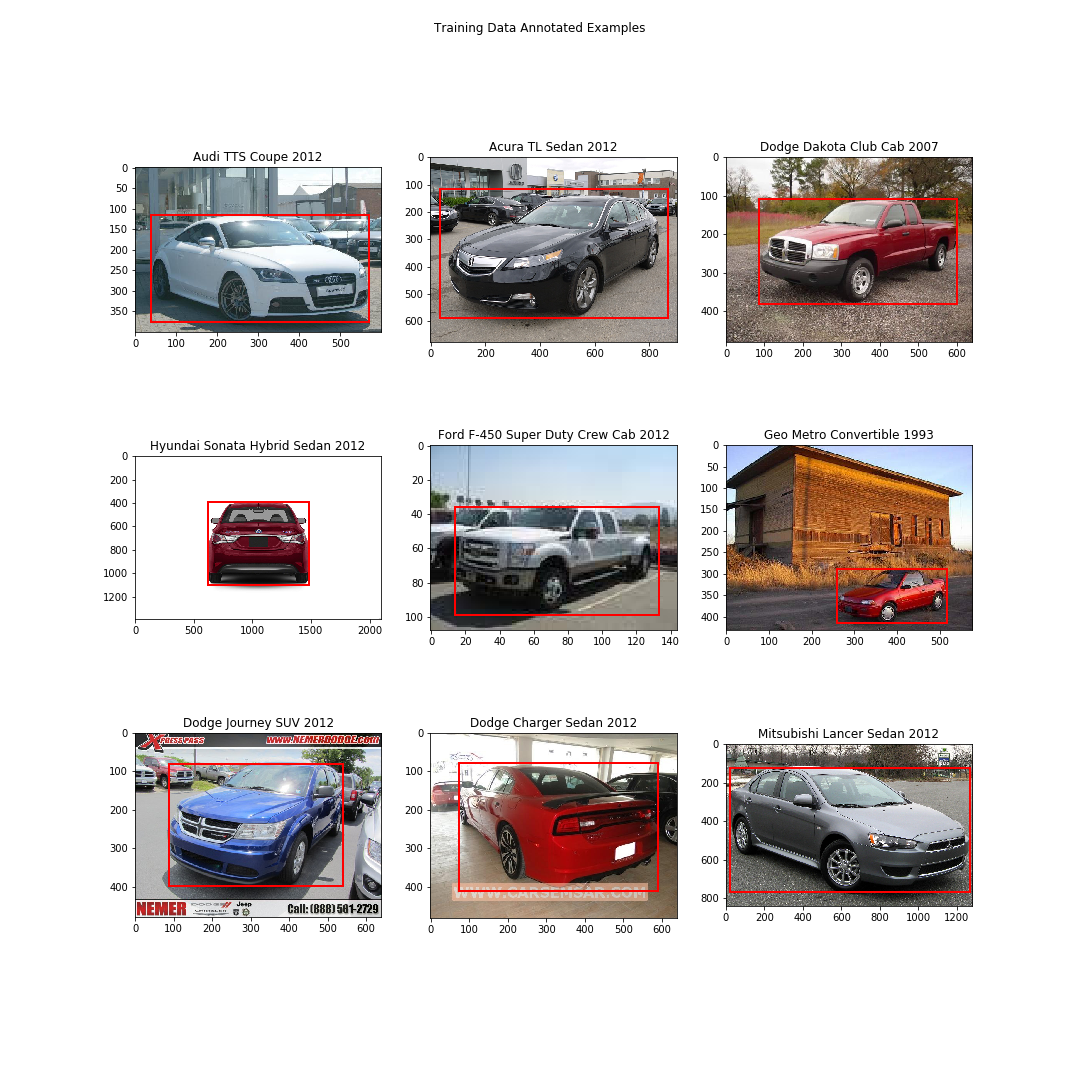 Training Data Annotated Examples
Audi TTS Coupe 2012
0
50
100
150
200
250
300
350
0 100 200 300 400 500
Acura TL Sedan 2012
0
100
200
300
400
500
600
0 200 400 600 800
Dodge Dakota Club Cab 2007
0
100
200
300
400
0 100 200 300 400 500 600
Hyundai Sonata Hybrid Sedan 2012
0
200
400
600
800
1000
1200
0 500 1000 1500 2000
Ford F-450 Super Duty Crew Cab 2012
0
20
40
60
80
100
0 20 40 60 80 100 120 140
Geo Metro Convertible 1993
0
50
100
150
200
250
300
350
400
0 100 200 300 400 500
Dodge Journey SUV 2012
0
100
200
300
400
0 100 200 300 400 500 600
XPRESS PASS
WWW.NEMERDODGE.com
NEMER
DODGE
Jeep
Call: (888) 561-2729
Dodge Charger Sedan 2012
0
100
200
300
400
0 100 200 300 400 500 600
WWW.CARSEMSAO.COM
Mitsubishi Lancer Sedan 2012
0
200
400
600
800
0 200 400 600 800 1000 1200